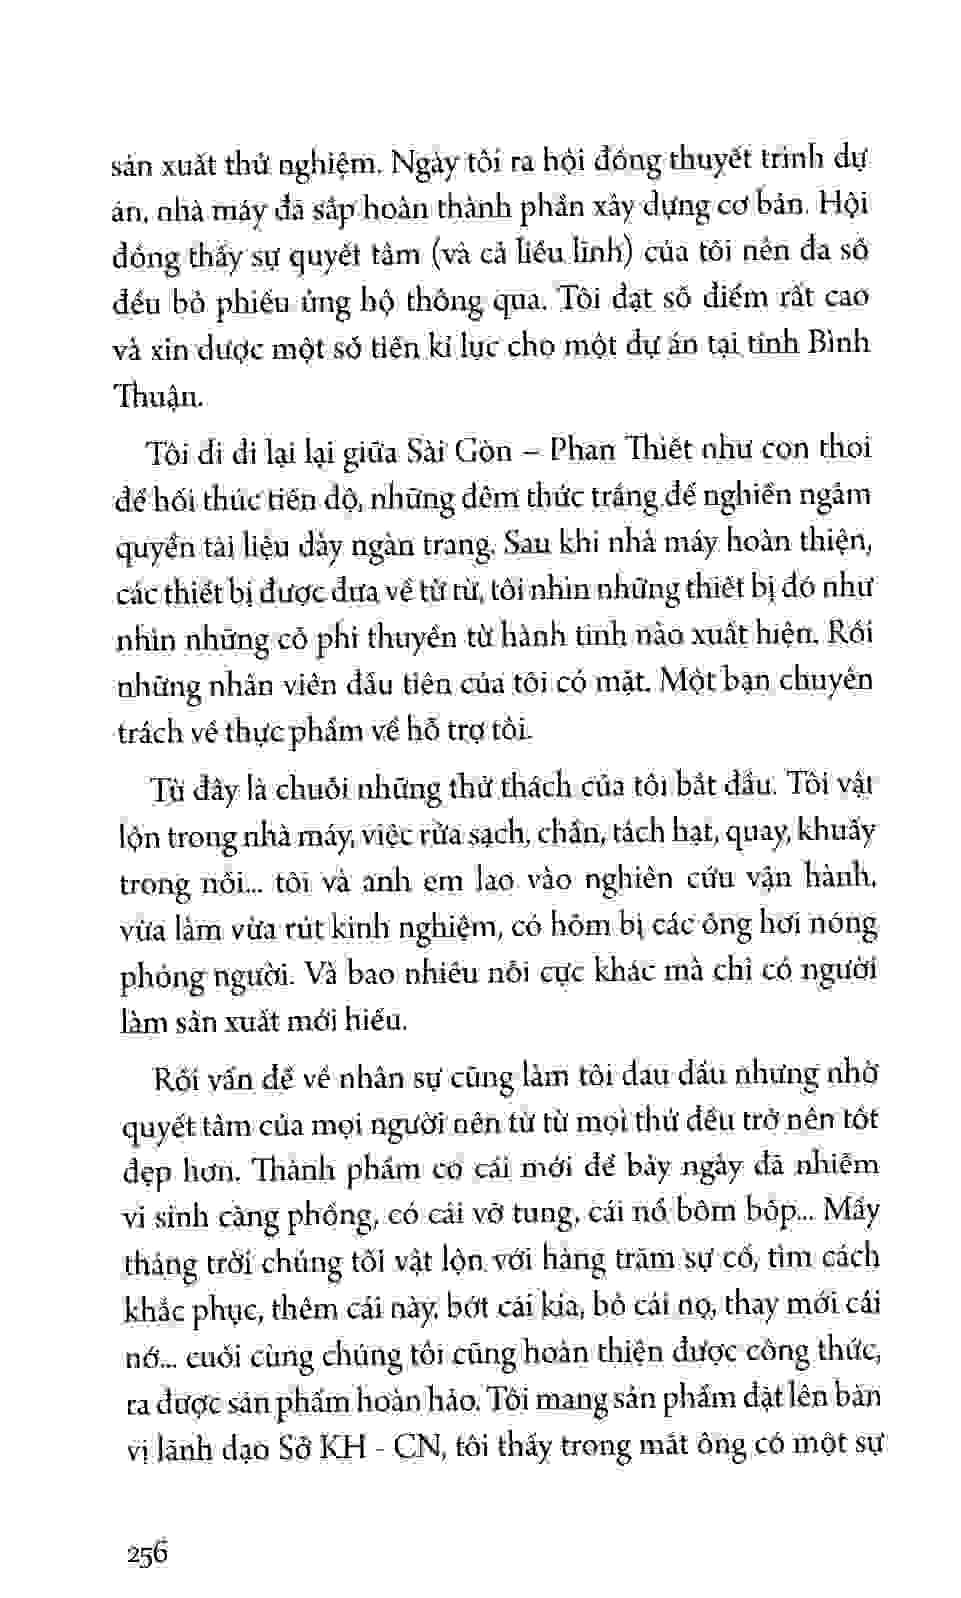 sản xuất thử nghiệm. Ngày tôi ra hội đồng thuyết trình dự
án, nhà máy đã sắp hoàn thành phần xây dựng cơ bản. Hội
đồng thấy sự quyết tâm (và cả liều lĩnh) của tôi nên đa số
đều bỏ phiếu ủng hộ thông qua. Tôi đạt số điểm rất cao
và xin được một số tiền kỉ lục cho một dự án tại tỉnh Bình
Thuận.
Tôi đi đi lại lại giữa Sài Gòn – Phan Thiết như con thoi
để hối thúc tiến độ, những đêm thức trắng để nghiền ngẫm
quyển tài liệu dày ngàn trang. Sau khi nhà máy hoàn thiện,
các thiết bị được đưa về từ từ, tôi nhìn những thiết bị đó như
nhìn những cỗ phi thuyền từ hành tinh nào xuất hiện. Rồi
những nhân viên đầu tiên của tôi có mặt. Một bạn chuyên
trách về thực phẩm về hỗ trợ tôi.
Từ đây là chuỗi những thử thách của tôi bắt đầu. Tôi vật
lộn trong nhà máy, việc rửa sạch, chần, tách hạt, quay, khuấy
trong nồi... tôi và anh em lao vào nghiên cứu vận hành,
vừa làm vừa rút kinh nghiệm, có hôm bị các ông hơi nóng
phỏng người. Và bao nhiêu nỗi cực khác mà chỉ có người
làm sản xuất mới hiểu.
Rồi vấn đề về nhân sự cũng làm tôi đau đầu nhưng nhờ
quyết tâm của mọi người nên từ từ mọi thứ đều trở nên tốt
đẹp hơn. Thành phẩm có cái mới để bảy ngày đã nhiễm
vi sinh căng phồng, có cái vỡ tung, cái nổ bôm bốp... Mấy
tháng trời chúng tôi vật lộn với hàng trăm sự cố, tìm cách
khắc phục, thêm cái này, bớt cái kia, bỏ cái nọ, thay mới cái
nớ... cuối cùng chúng tôi cũng hoàn thiện được công thức,
ra được sản phẩm hoàn hảo. Tôi mang sản phẩm đặt lên bàn
vị lãnh đạo Sở KH - CN, tôi thấy trong mắt ông có một sự
256